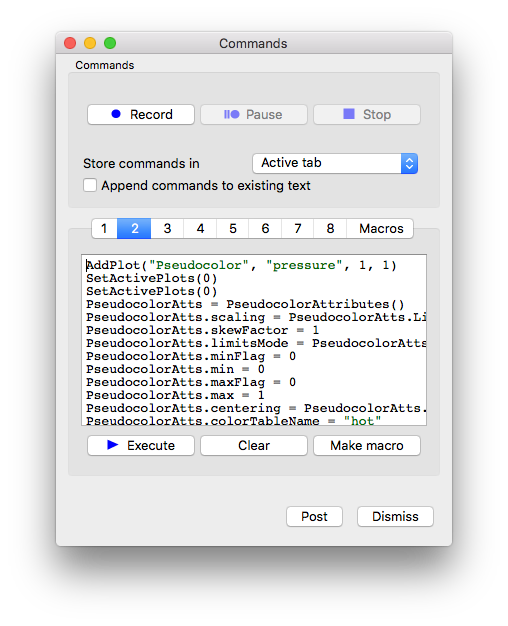 Commands
Commands
Record Pause Stop
Store commands in Active tab
Append commands to existing text
1 2 3 4 5 6 7 8 Macros
AddPlot("Pseudocolor", "pressure", 1, 1)
SetActivePlots(0)
SetActivePlots(0)
PseudocolorAtts = PseudocolorAttributes()
PseudocolorAtts.scaling = PseudocolorAtts.Li
PseudocolorAtts.skewFactor = 1
PseudocolorAtts.limitsMode = PseudocolorAtts
PseudocolorAtts.minFlag = 0
PseudocolorAtts.min = 0
PseudocolorAtts.maxFlag = 0
PseudocolorAtts.max = 1
PseudocolorAtts.centering = PseudocolorAtts.
PseudocolorAtts.colorTableName = "hot"
Execute Clear Make macro
Post Dismiss